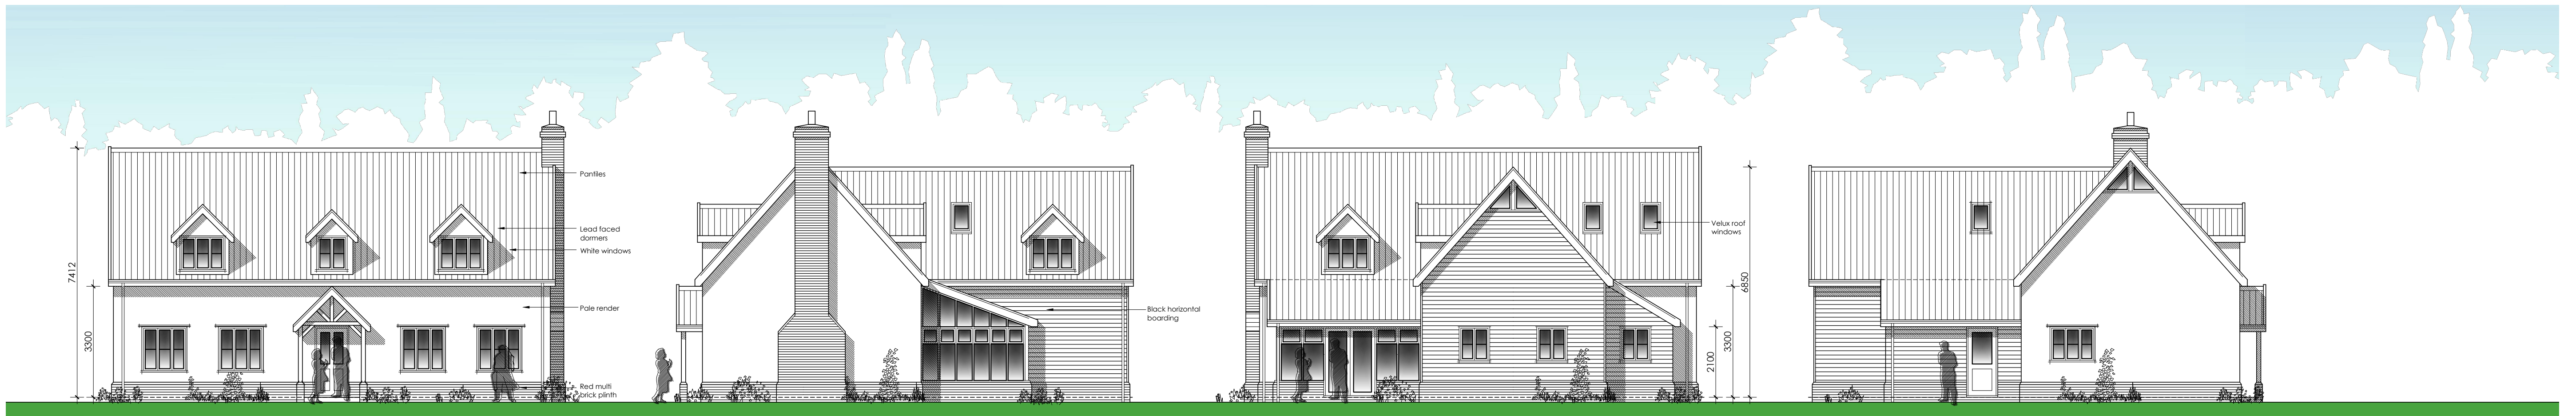 7412
3300
Pantiles
Lead faced
dormers
White windows
Pale render
Red multi
brick plinth
Black horizontal
boarding
Velux roof
windows
2100
3300
6850